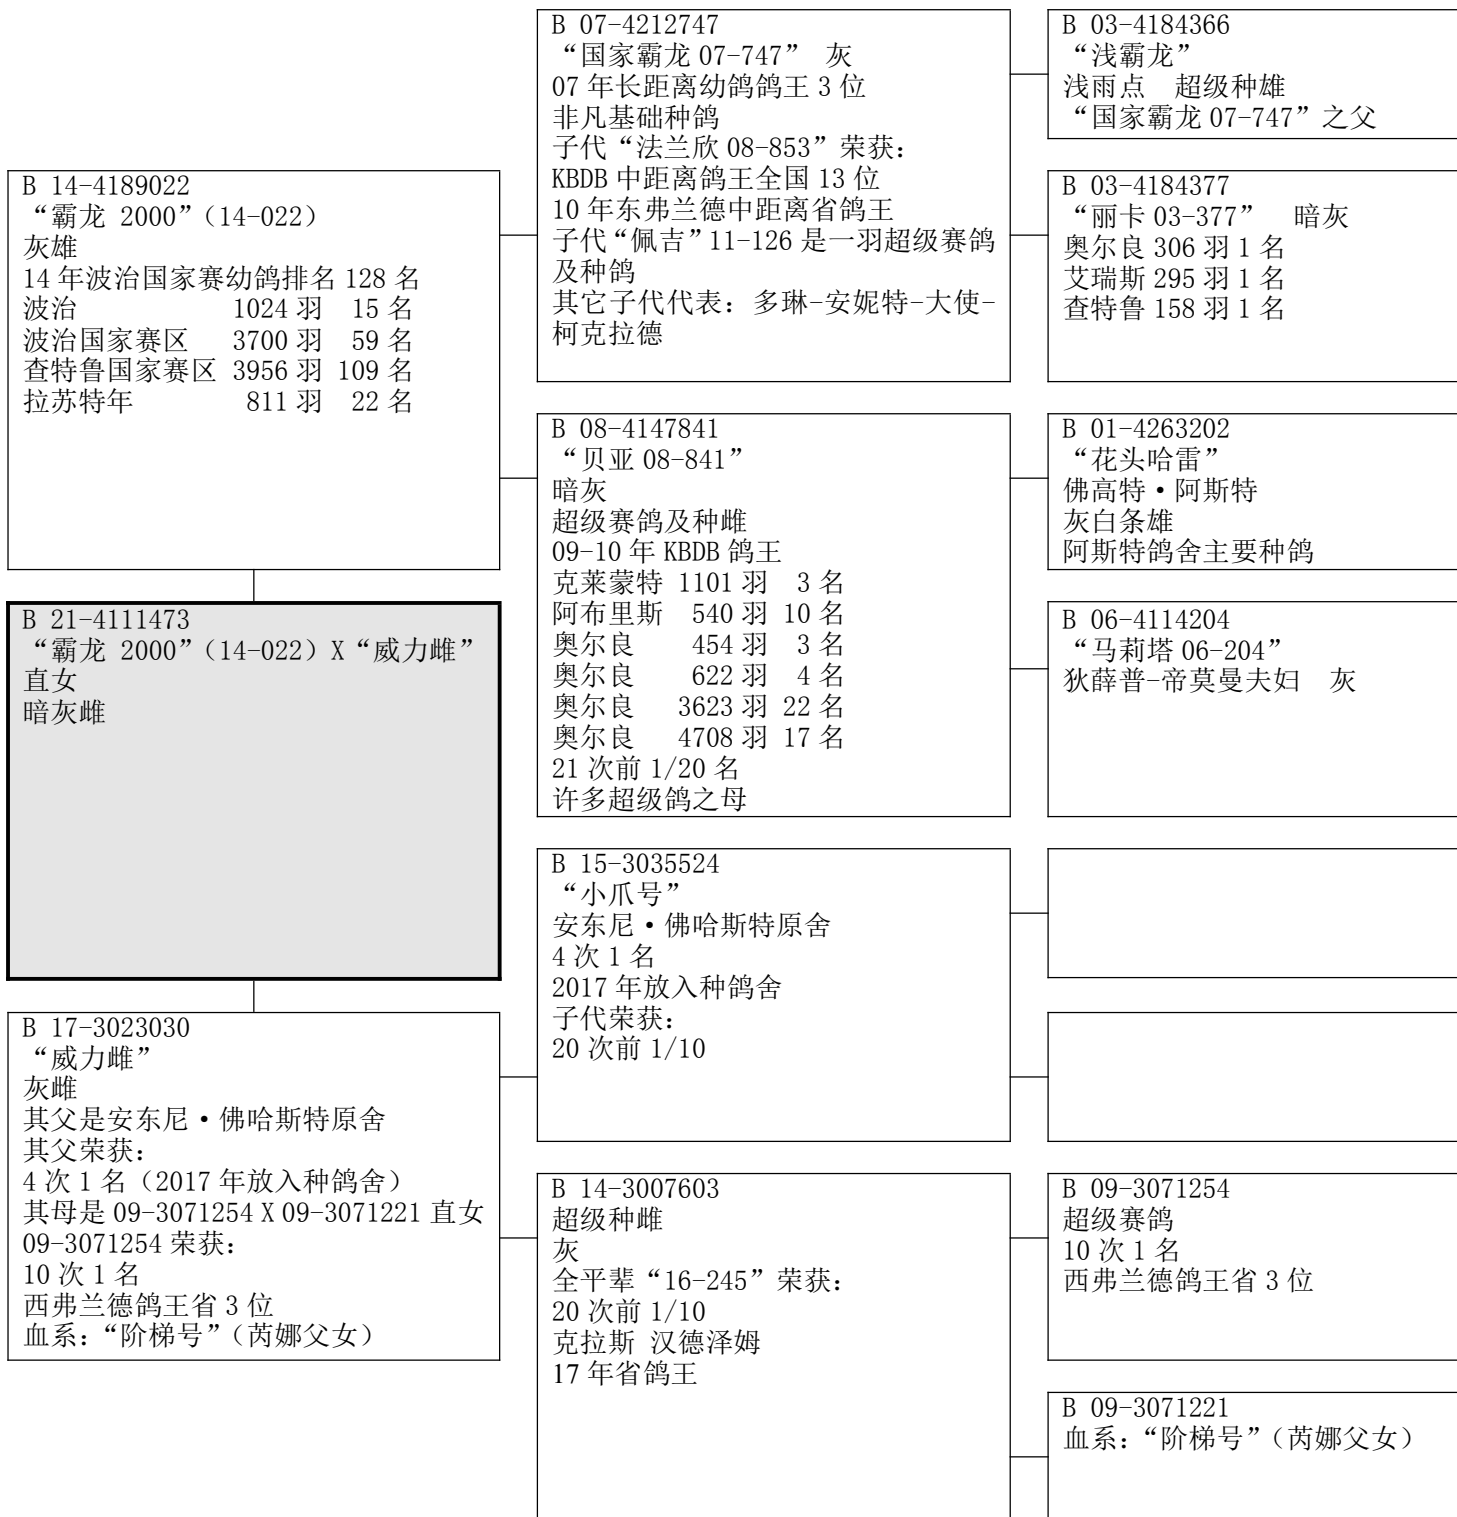 B 14-4189022
“霸龙 2000”（14-022）
灰雄
14 年波治国家赛幼鸽排名 128 名
波治 1024 羽 15 名
波治国家赛区 3700 羽 59 名
查特鲁国家赛区 3956 羽 109 名
拉苏特年 811 羽 22 名
B 21-4111473
“霸龙 2000”（14-022）X“威力雌”
直女
暗灰雌
B 17-3023030
“威力雌”
灰雌
其父是安东尼·佛哈斯特原舍
其父荣获：
4 次 1 名（2017 年放入种鸽舍）
其母是 09-3071254 X 09-3071221 直女
09-3071254 荣获：
10 次 1 名
西弗兰德鸽王省 3 位
血系：“阶梯号”（芮娜父女）
B 07-4212747
“国家霸龙 07-747” 灰
07 年长距离幼鸽鸽王 3 位
非凡基础种鸽
子代“法兰欣 08-853”荣获：
KBDB 中距离鸽王全国 13 位
10 年东弗兰德中距离省鸽王
子代“佩吉”11-126 是一羽超级赛鸽
及种鸽
其它子代代表：多琳-安妮特-大使-
柯克拉德
B 08-4147841
“贝亚 08-841”
暗灰
超级赛鸽及种雌
09-10 年 KBDB 鸽王
克莱蒙特 1101 羽 3 名
阿布里斯 540 羽 10 名
奥尔良 454 羽 3 名
奥尔良 622 羽 4 名
奥尔良 3623 羽 22 名
奥尔良 4708 羽 17 名
21 次前 1/20 名
许多超级鸽之母
B 15-3035524
“小爪号”
安东尼·佛哈斯特原舍
4 次 1 名
2017 年放入种鸽舍
子代荣获：
20 次前 1/10
B 14-3007603
超级种雌
灰
全平辈“16-245”荣获：
20 次前 1/10
克拉斯 汉德泽姆
17 年省鸽王
B 03-4184366
“浅霸龙”
浅雨点 超级种雄
“国家霸龙 07-747”之父
B 03-4184377
“丽卡 03-377” 暗灰
奥尔良 306 羽 1 名
艾瑞斯 295 羽 1 名
查特鲁 158 羽 1 名
B 01-4263202
“花头哈雷”
佛高特·阿斯特
灰白条雄
阿斯特鸽舍主要种鸽
B 06-4114204
“马莉塔 06-204”
狄薛普-帝莫曼夫妇 灰
B 09-3071254
超级赛鸽
10 次 1 名
西弗兰德鸽王省 3 位
B 09-3071221
血系：“阶梯号”（芮娜父女）